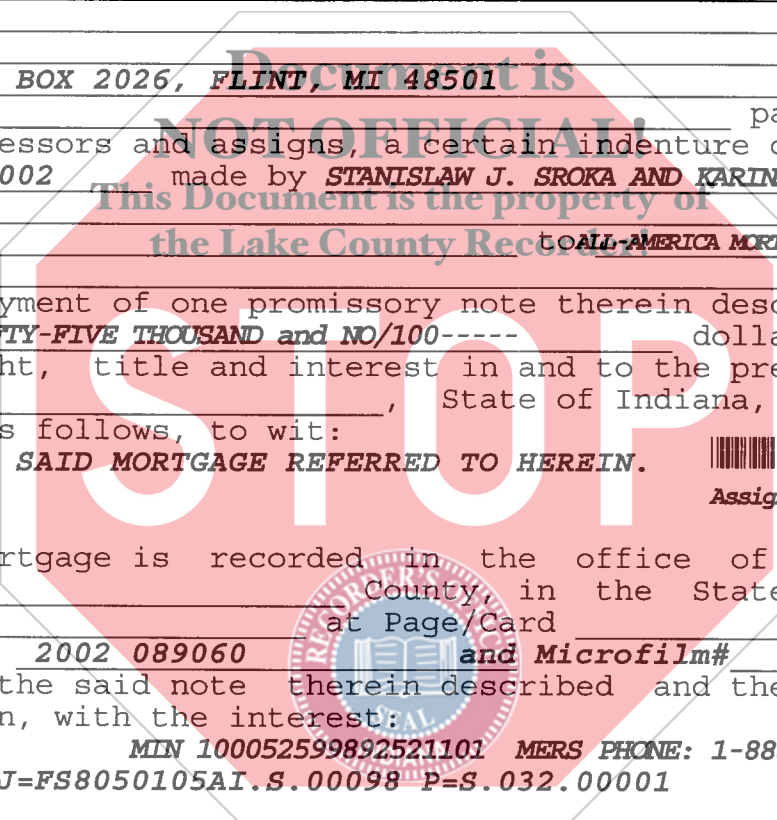 BOX 2026, FLINT, MI 48501
Document is
pa
NOT OFFICIAL!
essors and assigns, a certain indenture o
002 made by STANISLAW J. SROKA AND KARIN
This Document is the property of
the Lake County Recorder!
to ALL-AMERICA MORT
yment of one promissory note therein desc
TY-FIVE THOUSAND and NO/100----- dolla
ht, title and interest in and to the pre
, State of Indiana,
s follows, to wit:
SAID MORTGAGE REFERRED TO HEREIN.
Assig
STOP
rtgage is recorded in the office of
County, in the State
at Page/Card
2002 089060 and Microfilm#
the said note therein described and the
n, with the interest:
SEAL
MIN 100052599892521101 MERS PHONE: 1-88
J=FS8050105AI.S.00098 P=S.032.00001